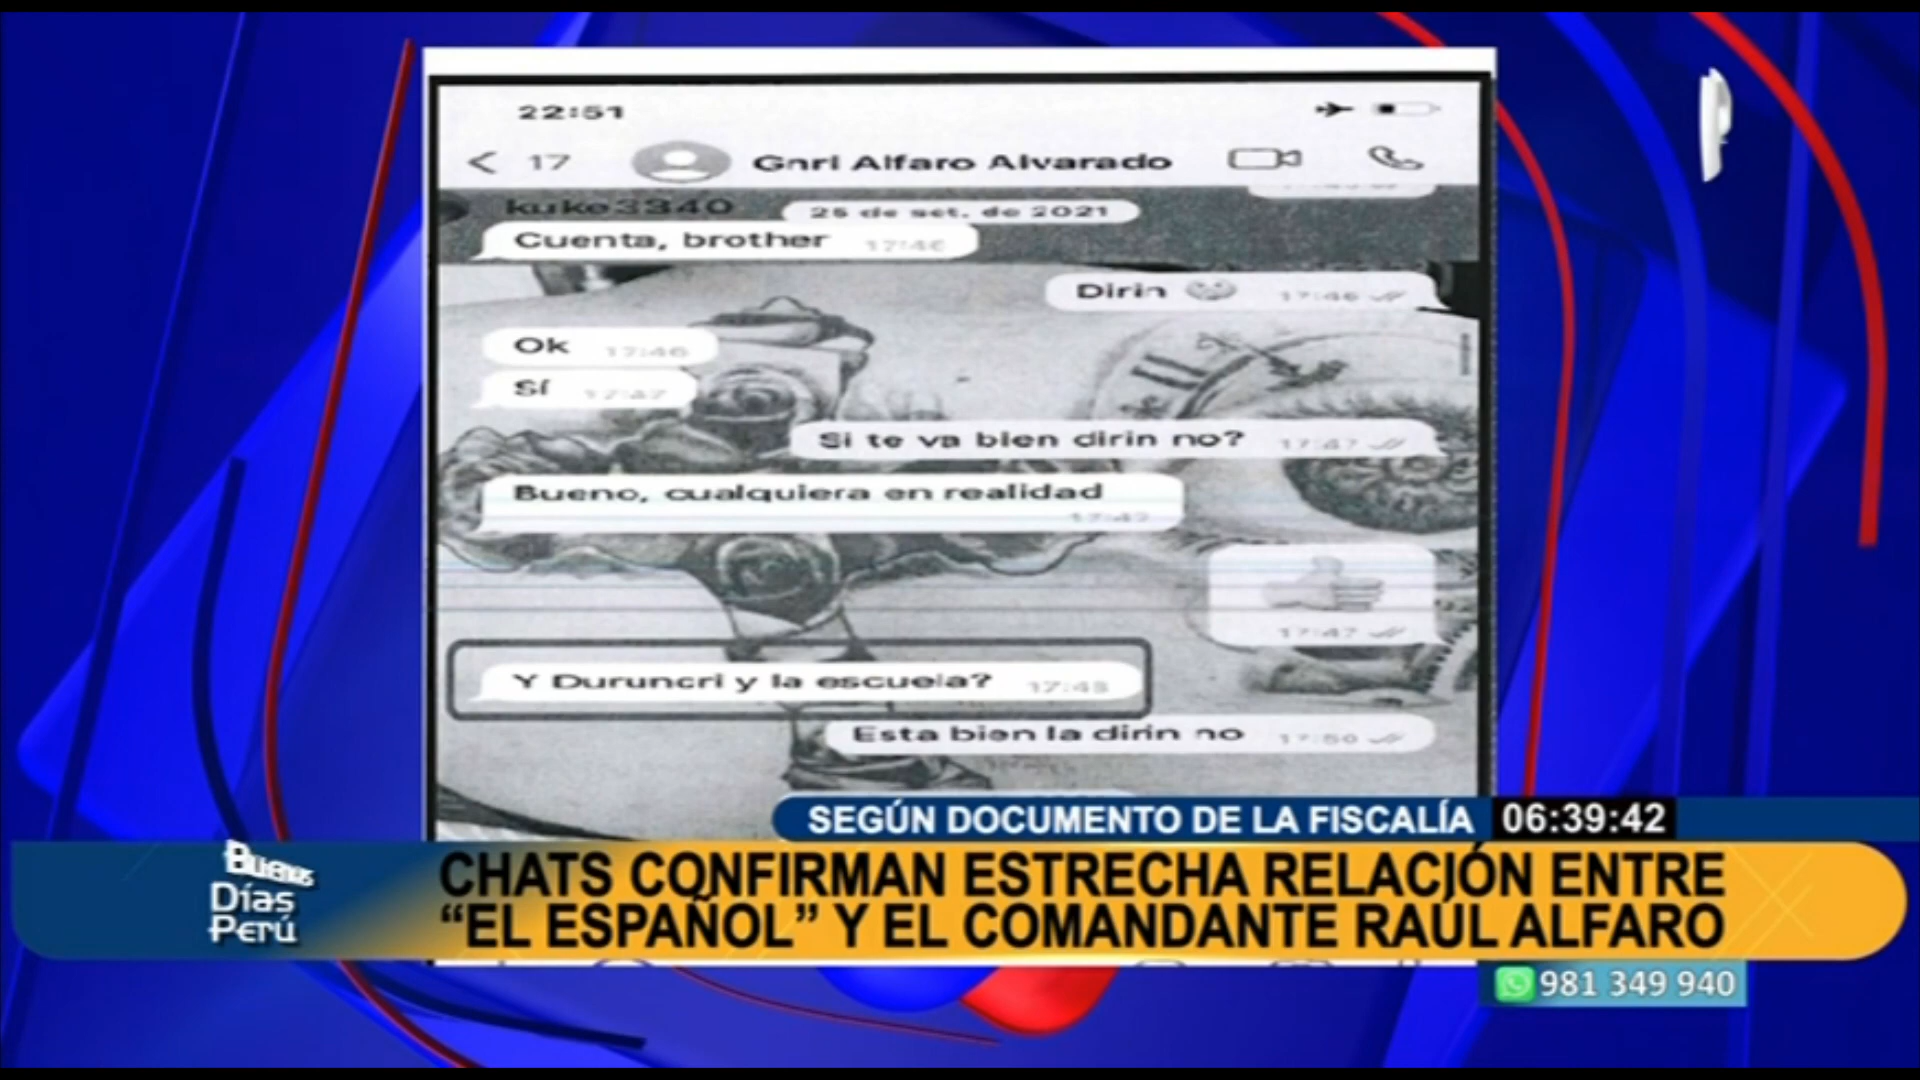 22:51
17
Gnrl Alfaro Alvarado
kuke3340
25 de set. de 2021
Cuenta, brother 17:46
Dirin 17:46
Ok 17:46
Sí 17:47
Si te va bien dirin no? 17:47
Bueno, cualquiera en realidad
17:47
17:47
Y Duruncri y la escuela? 17:48
Esta bien la dirin no 17:50
SEGÚN DOCUMENTO DE LA FISCALÍA 06:39:42
Buenos
Días
Perú
CHATS CONFIRMAN ESTRECHA RELACIÓN ENTRE
“EL ESPAÑOL” Y EL COMANDANTE RAÚL ALFARO
981 349 940